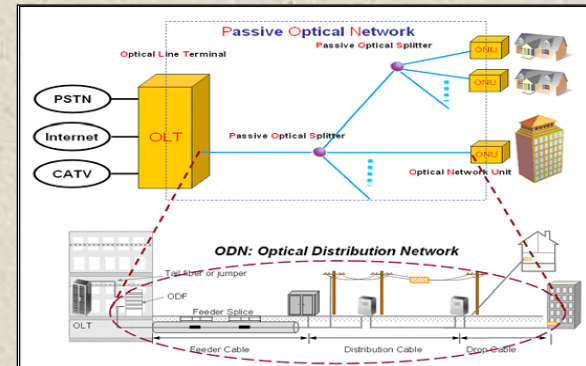 Passive Optical Network
Optical Line Terminal
Passive Optical Splitter
ONU
ONU
PSTN
Internet
CATV
OLT
Passive Optical Splitter
ONU
Optical Network Unit
ODN: Optical Distribution Network
Tail fiber or jumper
ODF
Feeder Splice
OLT
Feeder Cable
Distribution Cable
Drop Cable